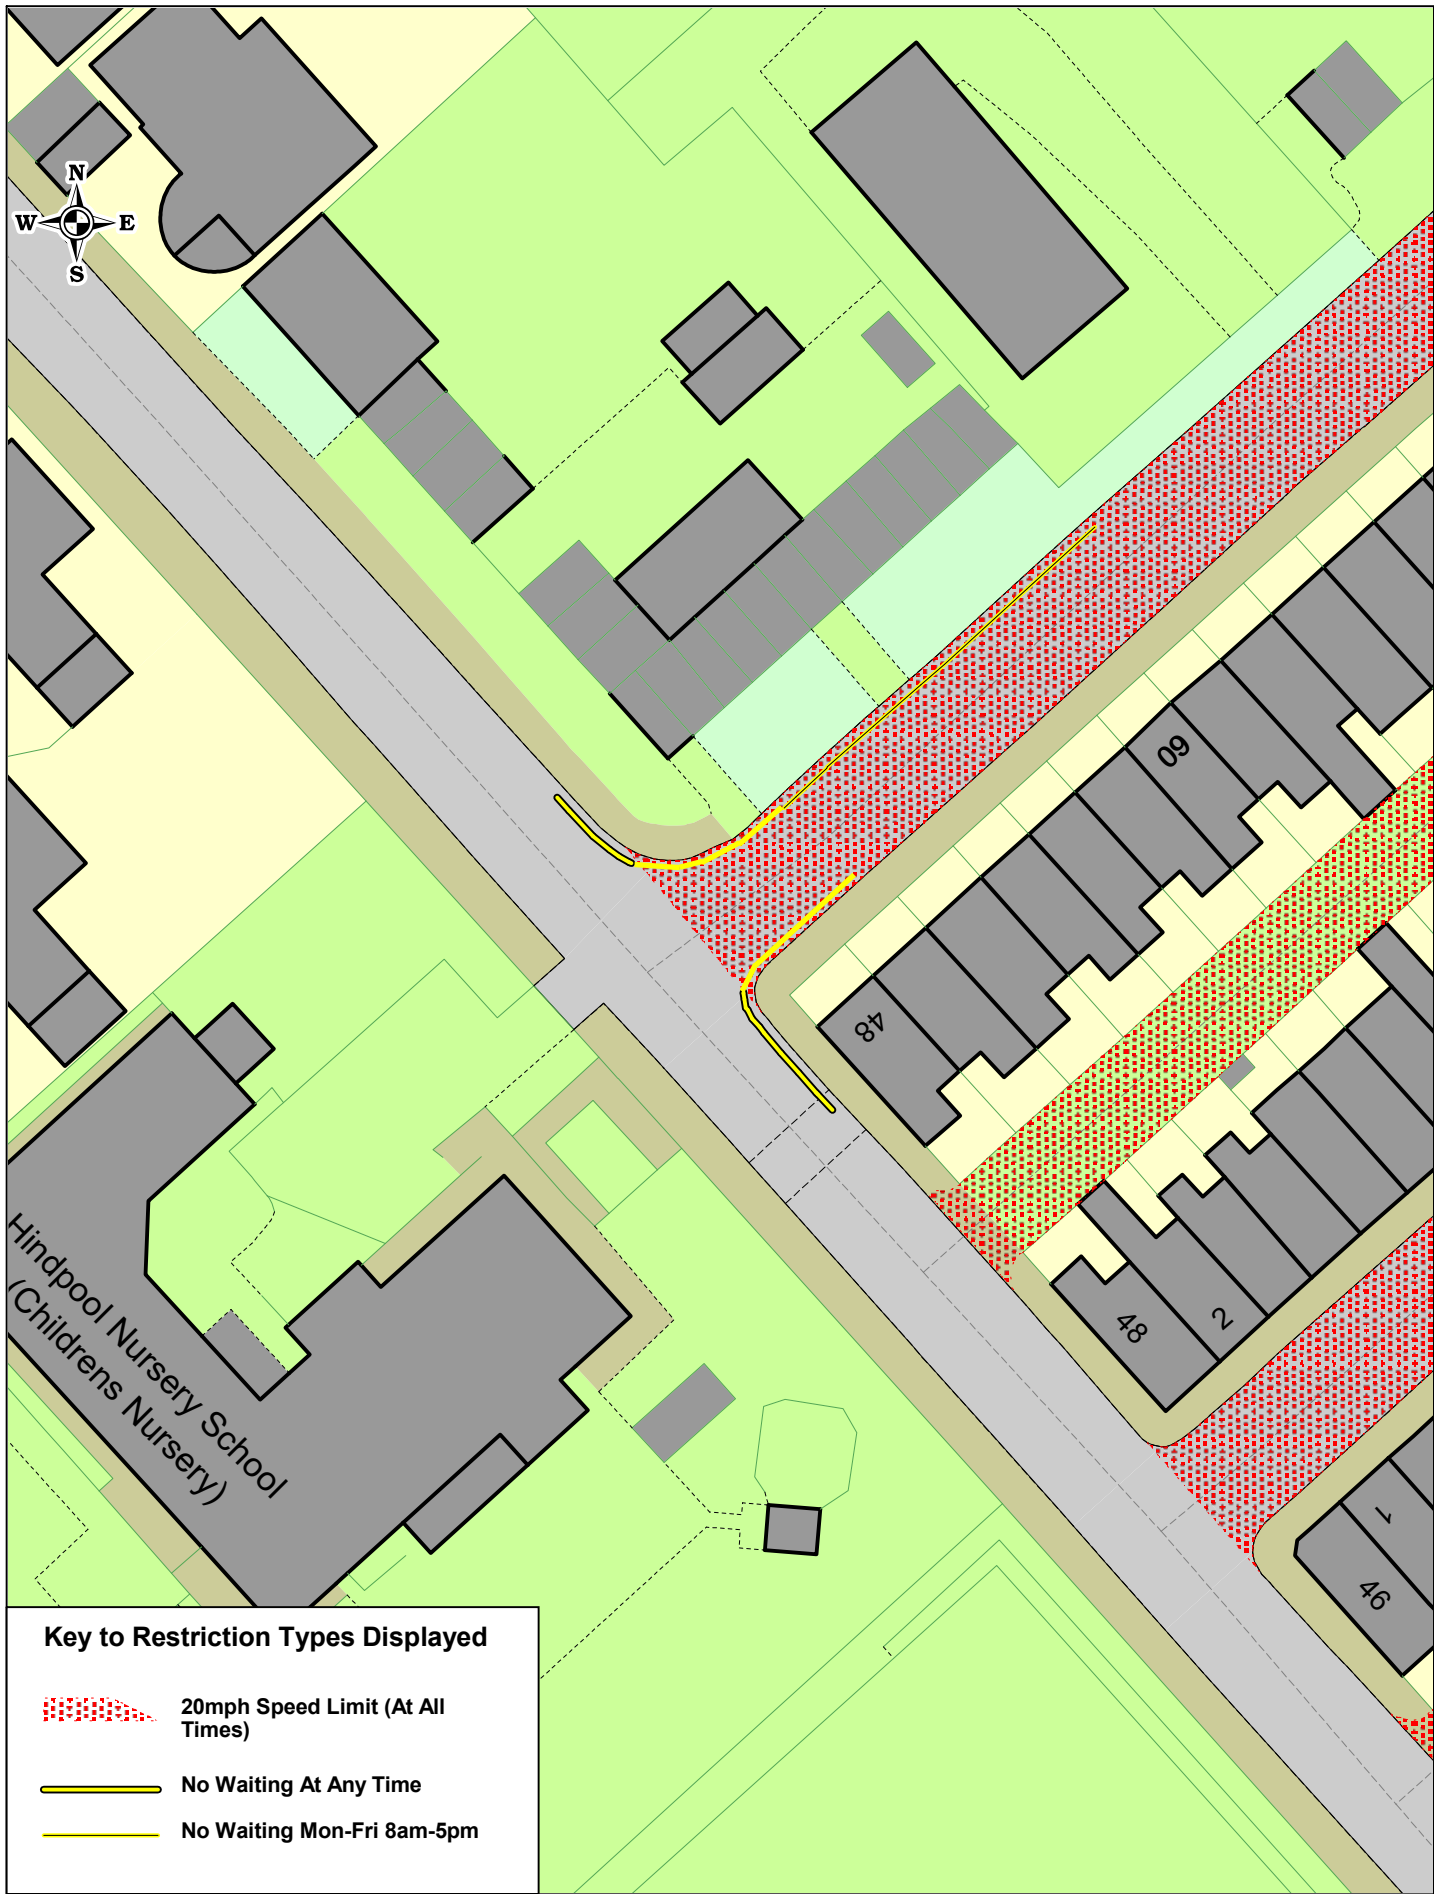 N
W E
S
60
48
48
2
1
46
Hindpool Nursery School
(Childrens Nursery)
Key to Restriction Types Displayed
20mph Speed Limit (At All
Times)
No Waiting At Any Time
No Waiting Mon-Fri 8am-5pm